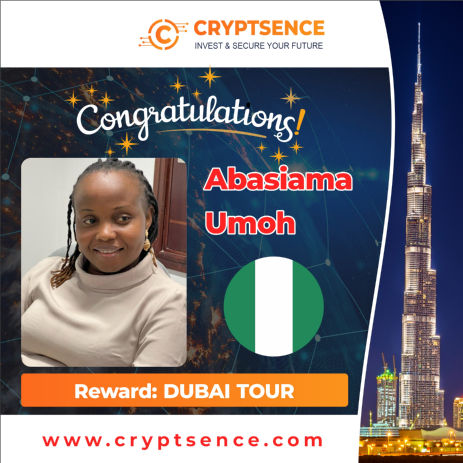 CRYPTSENCE
INVEST & SECURE YOUR FUTURE
Congratulations!
Abasiama
Umoh
Reward: DUBAI TOUR
www.cryptsence.com